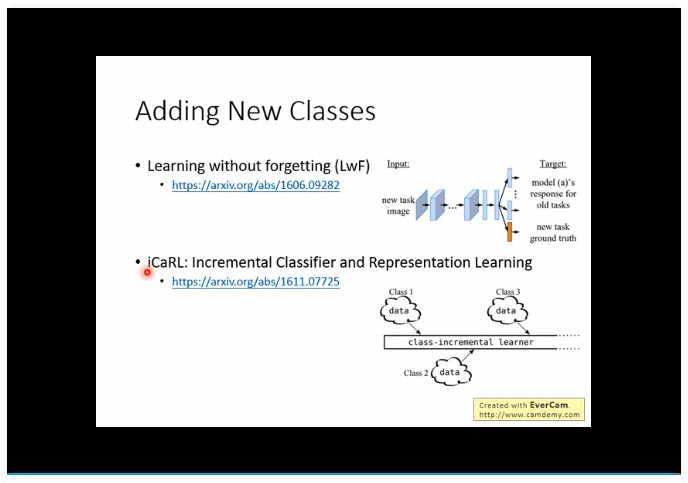 Adding New Classes
• Learning without forgetting (LwF)
• https://arxiv.org/abs/1606.09282
Input:
Target:
new task
image
...
model (a)'s
response for
old tasks
new task
ground truth
• iCaRL: Incremental Classifier and Representation Learning
• https://arxiv.org/abs/1611.07725
Class 1
Class 3
data
data
class-incremental learner
Class 2
data
Created with EverCam.
http://www.camdemy.com